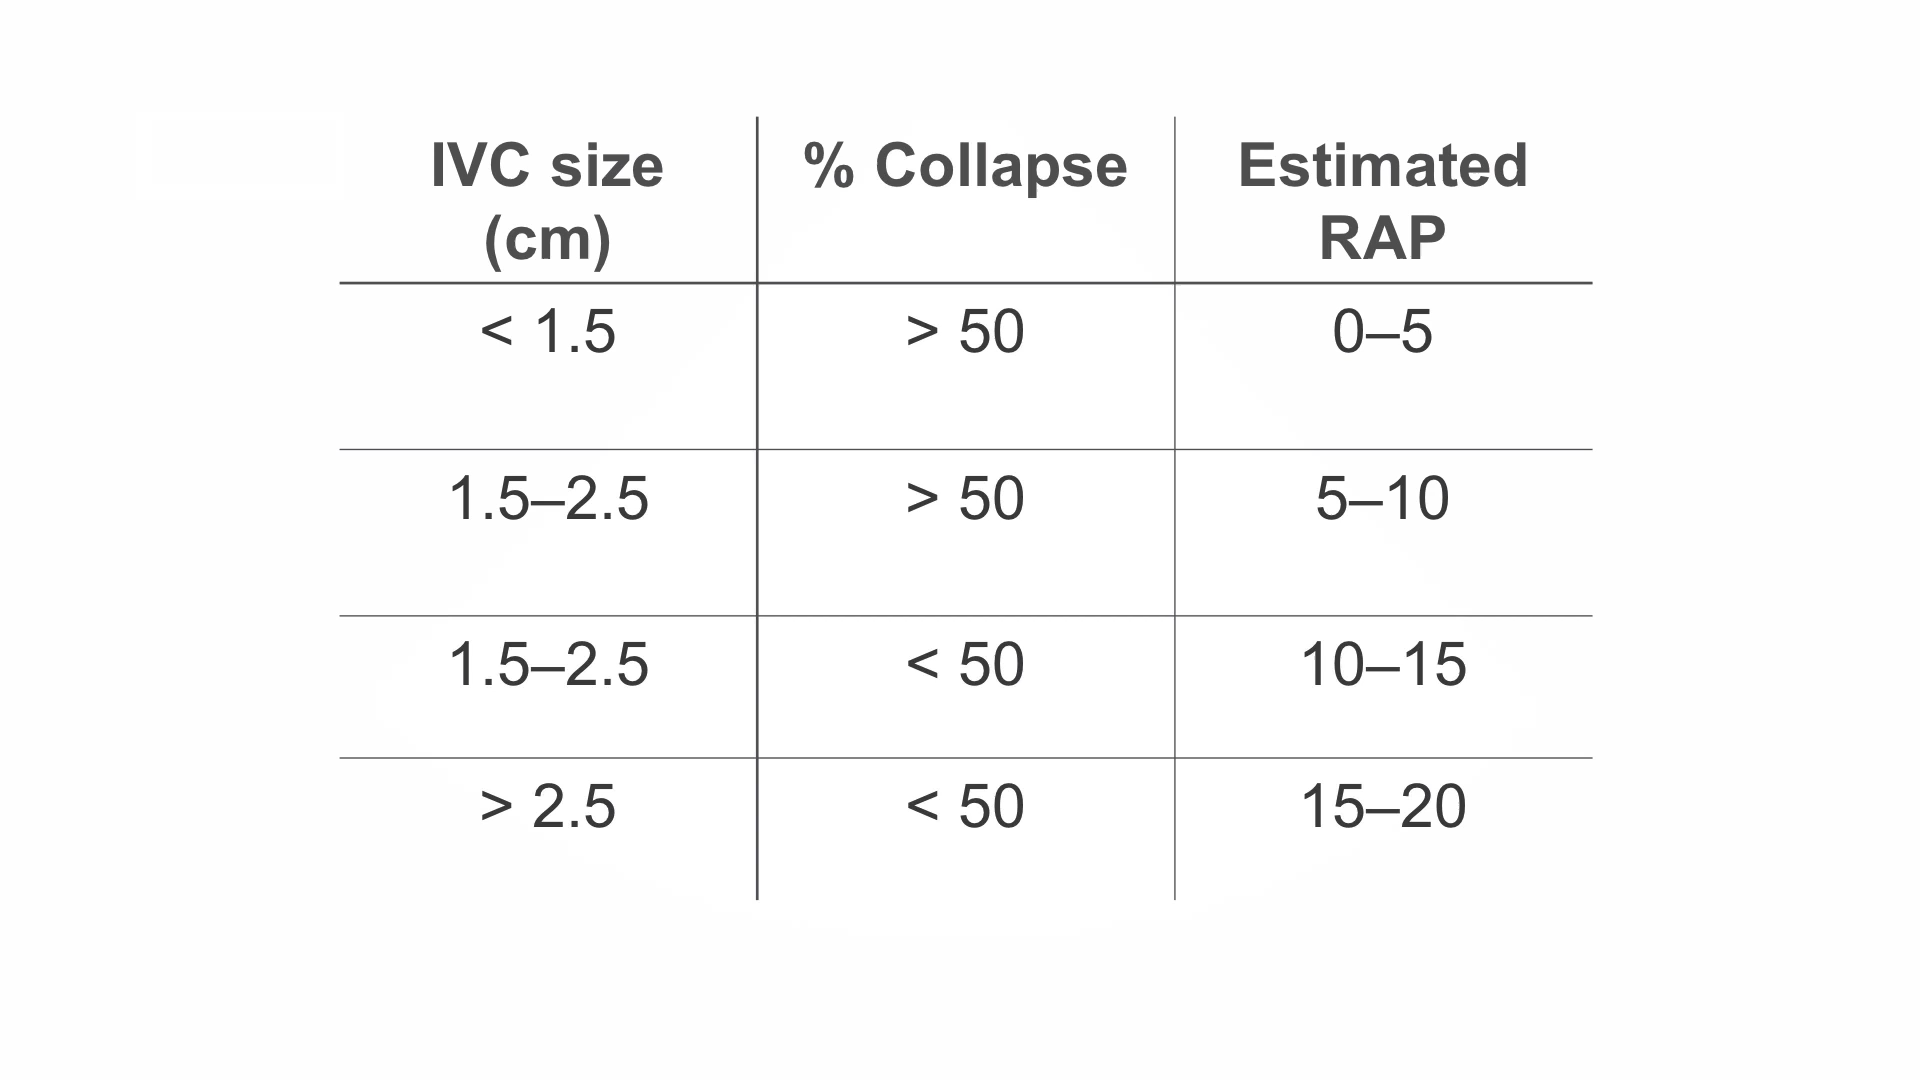 IVC size (cm) % Collapse Estimated RAP
< 1.5 > 50 0–5
1.5–2.5 > 50 5–10
1.5–2.5 < 50 10–15
> 2.5 < 50 15–20